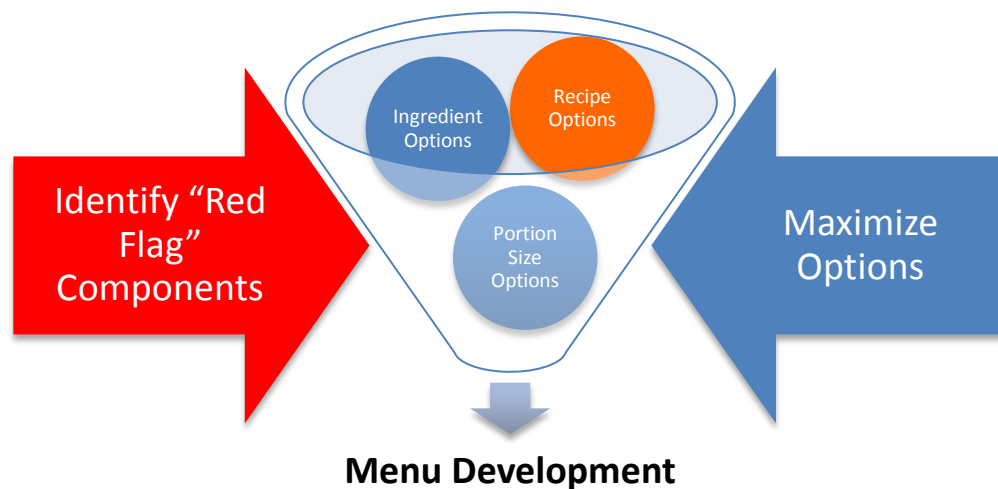 Ingredient
Options
Recipe
Options
Portion
Size
Options
Identify “Red
Flag”
Components
Maximize
Options
Menu Development